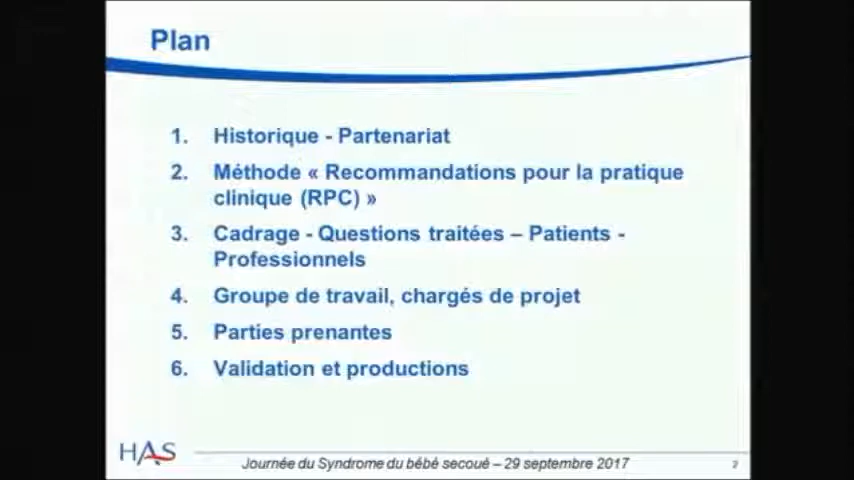 Plan
1. Historique - Partenariat
2. Méthode « Recommandations pour la pratique
clinique (RPC) »
3. Cadrage - Questions traitées – Patients -
Professionnels
4. Groupe de travail, chargés de projet
5. Parties prenantes
6. Validation et productions
HAS
Journée du Syndrome du bébé secoué – 29 septembre 2017
2